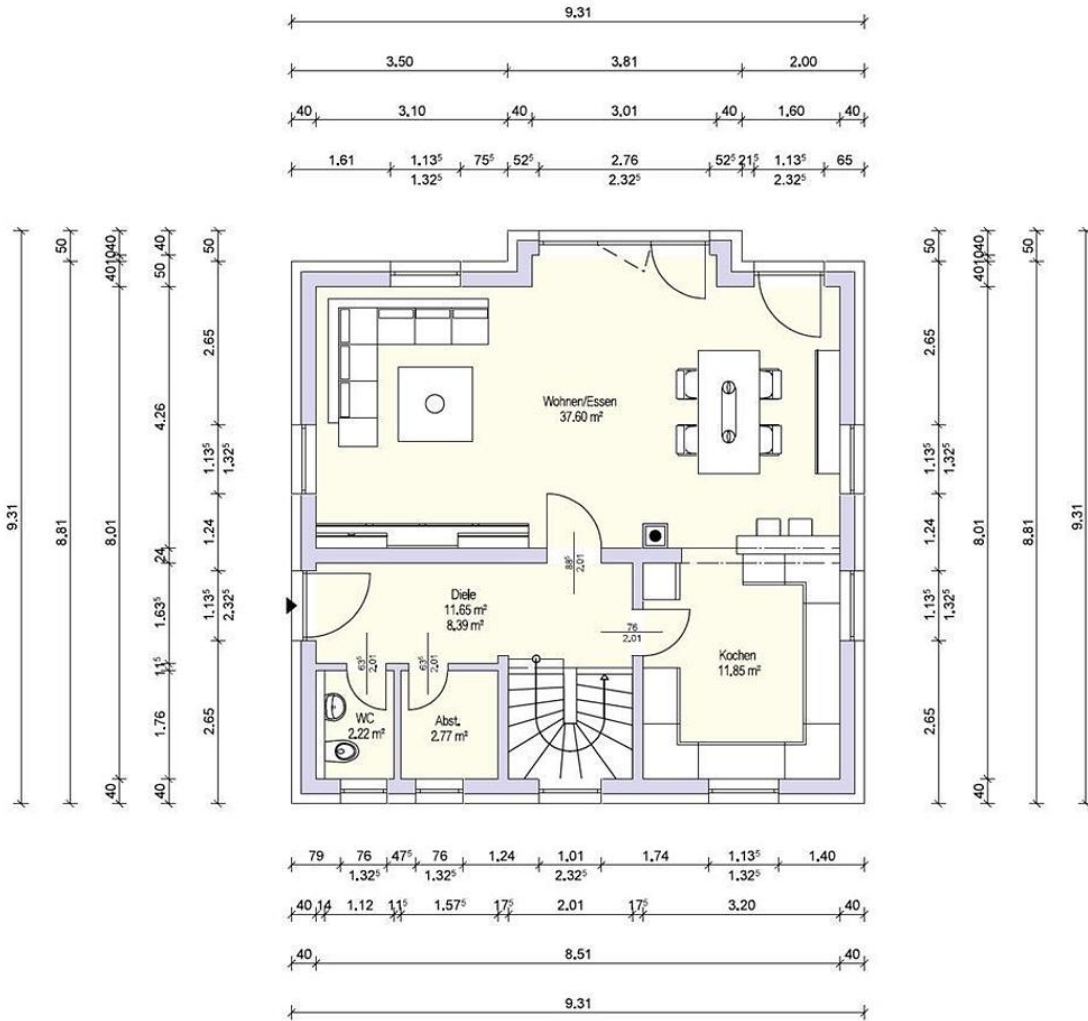 9.31
3.50 3.81 2.00
40 3.10 40 3.01 40 1.60 40
1.61 1.13⁵ 75⁵ 52⁵ 2.76 52⁵ 21⁵ 1.13⁵ 65
1.32⁵ 2.32⁵ 2.32⁵
9.31
50
8.81
40
10
40
8.01
40
40
50
4.26
24
1.63⁵
11⁵
1.76
40
50
2.65
1.13⁵
1.32⁵
1.24
1.13⁵
2.32⁵
2.65
Wohnen/Essen
37.60 m²
88⁵
2.01
Diele
11.65 m²
8.39 m²
76
2.01
63⁵
2.01
63⁵
2.01
Kochen
11.85 m²
WC
2.22 m²
Abst.
2.77 m²
50
2.65
1.13⁵
1.32⁵
1.24
1.13⁵
1.32⁵
2.65
40
10
40
8.01
40
50
8.81
9.31
79 76 47⁵ 76 1.24 1.01 1.74 1.13⁵ 1.40
1.32⁵ 1.32⁵ 2.32⁵ 1.32⁵
40 14 1.12 11⁵ 1.57⁵ 17⁵ 2.01 17⁵ 3.20 40
40 8.51 40
9.31